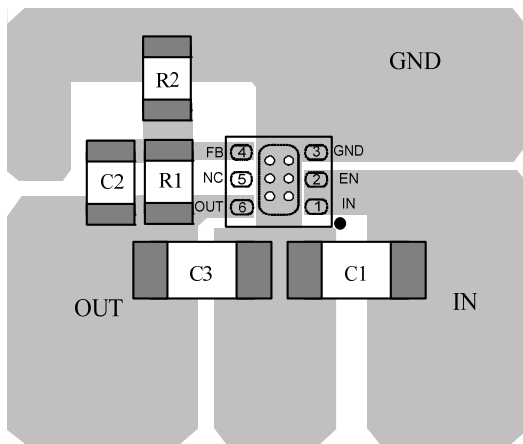 R2
GND
FB 4 3 GND
C2 R1 NC 5 2 EN
OUT 6 1 IN
C3 C1
OUT IN